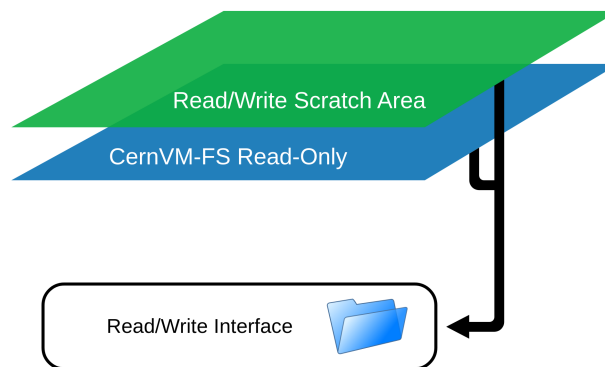 Read/Write Scratch Area
CernVM-FS Read-Only
Read/Write Interface